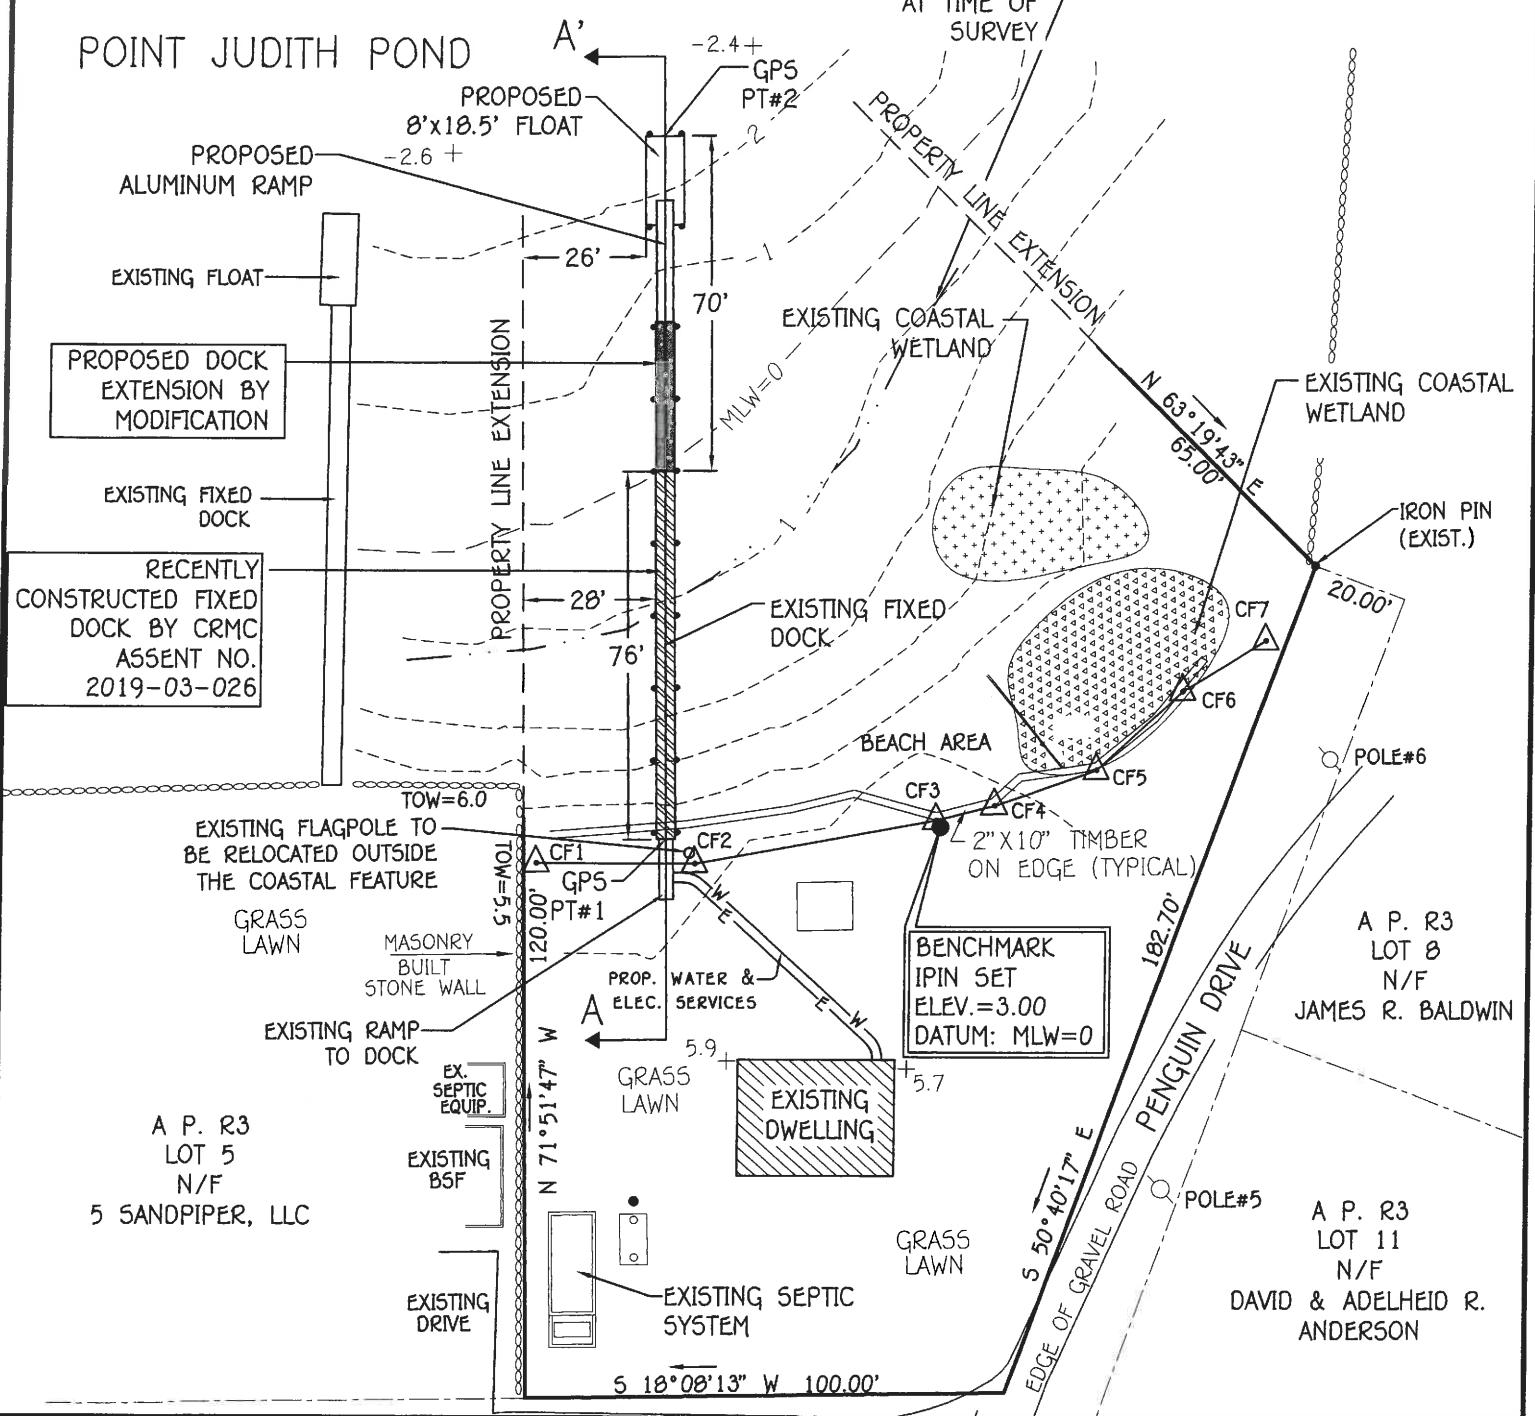 AT TIME OF
SURVEY
POINT JUDITH POND
A'
-2.4+
GPS
PT#2
PROPOSED
8'x18.5' FLOAT
2
PROPERTY LINE EXTENSION
PROPOSED
ALUMINUM RAMP
-2.6 +
26'
-1
EXISTING FLOAT
70'
EXISTING COASTAL
WETLAND
PROPOSED DOCK
EXTENSION BY
MODIFICATION
PROPERTY LINE EXTENSION
MLW=0
N 63°19'43" E
65.00'
EXISTING COASTAL
WETLAND
EXISTING FIXED
DOCK
1
IRON PIN
(EXIST.)
RECENTLY
CONSTRUCTED FIXED
DOCK BY CRMC
ASSENT NO.
2019-03-026
28'
76'
EXISTING FIXED
DOCK
20.00'
CF7
CF6
BEACH AREA
POLE#6
CF5
TOW=6.0
CF3
CF4
EXISTING FLAGPOLE TO
BE RELOCATED OUTSIDE
THE COASTAL FEATURE
TOW=5.5
CF1
CF2
2"X10" TIMBER
ON EDGE (TYPICAL)
GPS
PT#1
W
E
GRASS
LAWN
120.00'
182.70'
MASONRY
BUILT
STONE WALL
PROP. WATER &
ELEC. SERVICES
BENCHMARK
IPIN SET
ELEV.=3.00
DATUM: MLW=0
A P. R3
LOT 8
N/F
JAMES R. BALDWIN
E
W
A
EXISTING RAMP
TO DOCK
5.9 +
+5.7
N 71°51'47" W
GRASS
LAWN
EXISTING
DWELLING
PENGUIN DRIVE
EX.
SEPTIC
EQUIP.
A P. R3
LOT 5
N/F
5 SANDPIPER, LLC
EXISTING
BSF
S 50°40'17" E
POLE#5
A P. R3
LOT 11
N/F
DAVID & ADELHEID R.
ANDERSON
GRASS
LAWN
EXISTING
DRIVE
EXISTING SEPTIC
SYSTEM
EDGE OF GRAVEL ROAD
S 18°08'13" W 100.00'